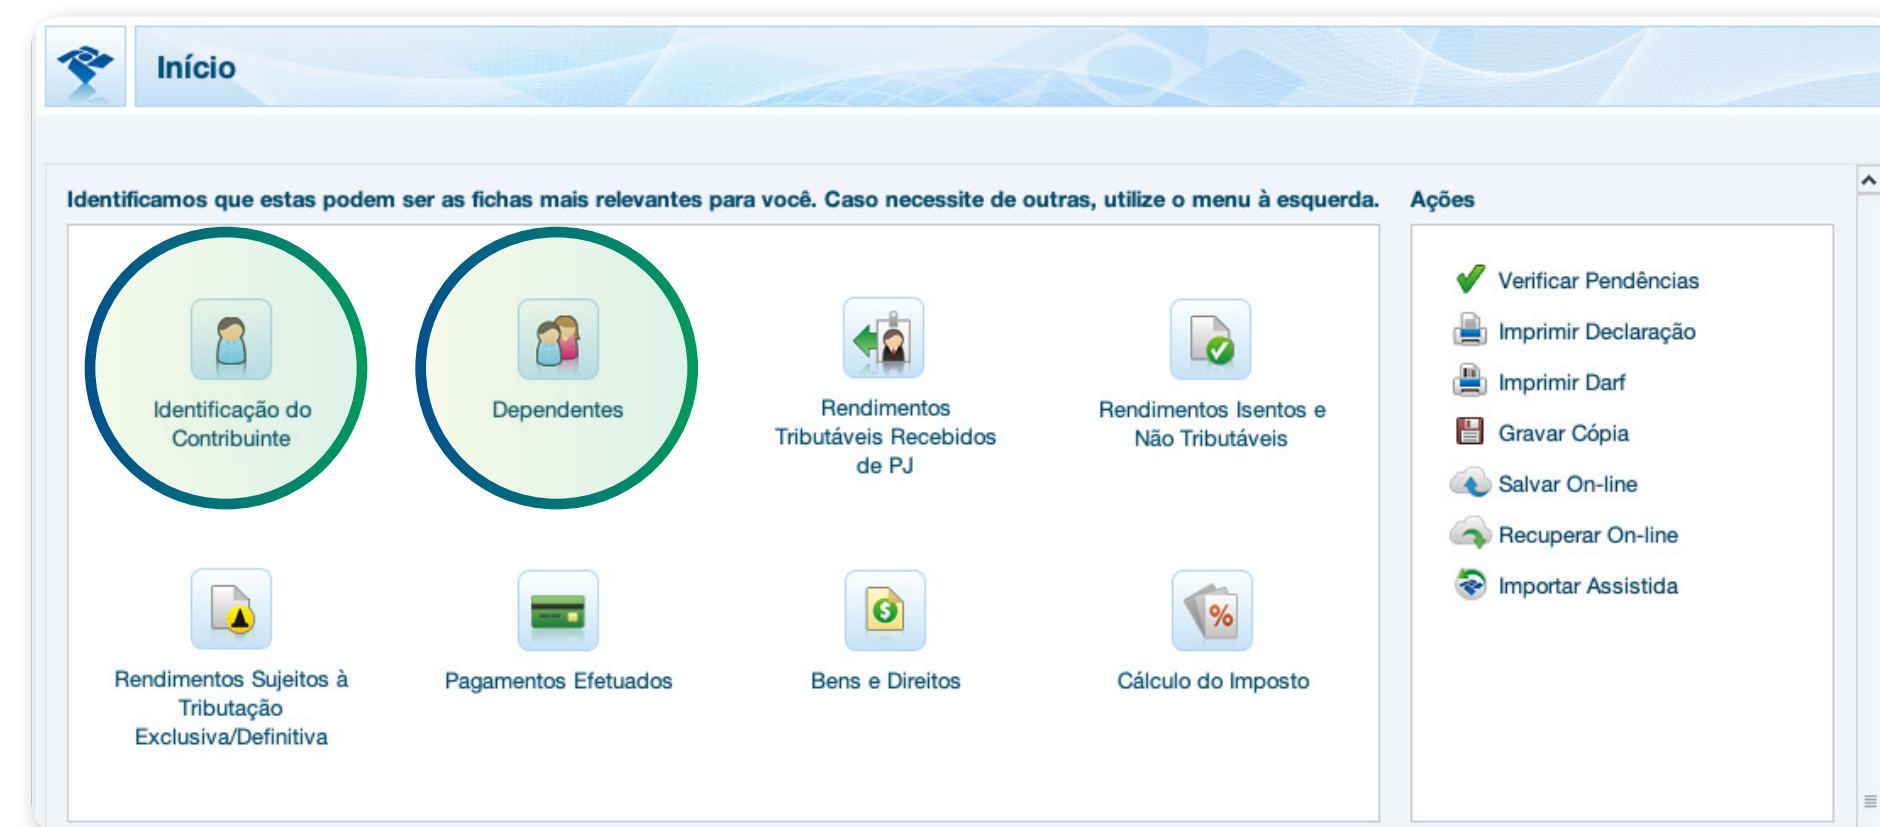 Início
Identificamos que estas podem ser as fichas mais relevantes para você. Caso necessite de outras, utilize o menu à esquerda.
Identificação do
Contribuinte
Dependentes
Rendimentos
Tributáveis Recebidos
de PJ
Rendimentos Isentos e
Não Tributáveis
Rendimentos Sujeitos à
Tributação
Exclusiva/Definitiva
Pagamentos Efetuados
Bens e Direitos
%
Cálculo do Imposto
Ações
Verificar Pendências
Imprimir Declaração
Imprimir Darf
Gravar Cópia
Salvar On-line
Recuperar On-line
Importar Assistida